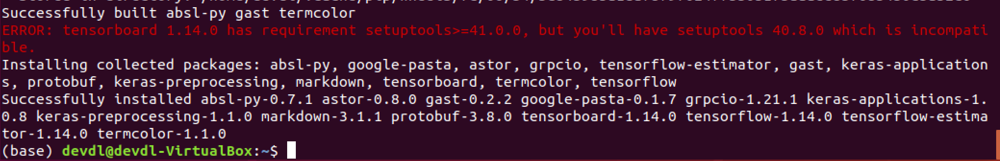 Successfully built absl-py gast termcolor
ERROR: tensorboard 1.14.0 has requirement setuptools>=41.0.0, but you'll have setuptools 40.8.0 which is incompati
ble.
Installing collected packages: absl-py, google-pasta, astor, grpcio, tensorflow-estimator, gast, keras-application
s, protobuf, keras-preprocessing, markdown, tensorboard, termcolor, tensorflow
Successfully installed absl-py-0.7.1 astor-0.8.0 gast-0.2.2 google-pasta-0.1.7 grpcio-1.21.1 keras-applications-1.
0.8 keras-preprocessing-1.1.0 markdown-3.1.1 protobuf-3.8.0 tensorboard-1.14.0 tensorflow-1.14.0 tensorflow-estima
tor-1.14.0 termcolor-1.1.0
(base) devdl@devdl-VirtualBox:~$